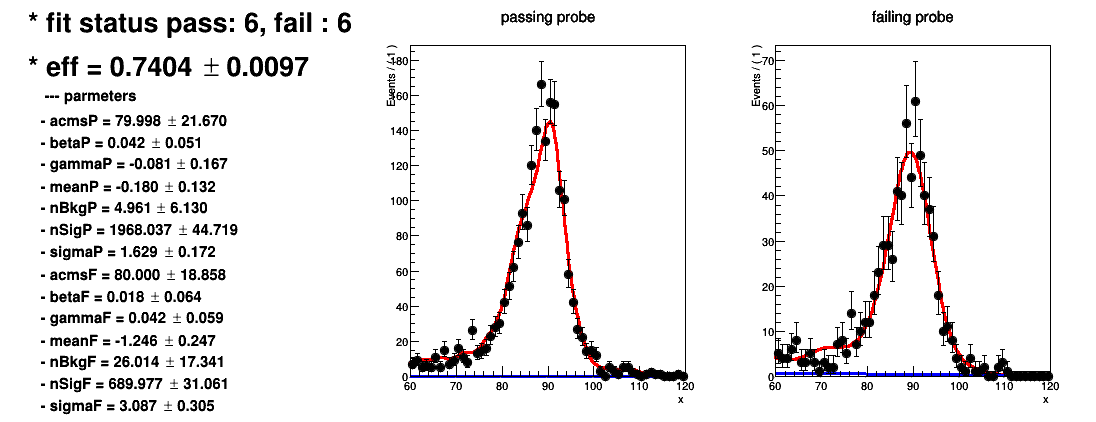 * fit status pass: 6, fail : 6
* eff = 0.7404 ± 0.0097
--- parmeters
- acmsP = 79.998 ± 21.670
- betaP = 0.042 ± 0.051
- gammaP = -0.081 ± 0.167
- meanP = -0.180 ± 0.132
- nBkgP = 4.961 ± 6.130
- nSigP = 1968.037 ± 44.719
- sigmaP = 1.629 ± 0.172
- acmsF = 80.000 ± 18.858
- betaF = 0.018 ± 0.064
- gammaF = 0.042 ± 0.059
- meanF = -1.246 ± 0.247
- nBkgF = 26.014 ± 17.341
- nSigF = 689.977 ± 31.061
- sigmaF = 3.087 ± 0.305
passing probe
Events / ( 1 )
180
160
140
120
100
80
60
40
20
0
60 70 80 90 100 110 120
x
failing probe
Events / ( 1 )
70
60
50
40
30
20
10
0
60 70 80 90 100 110 120
x